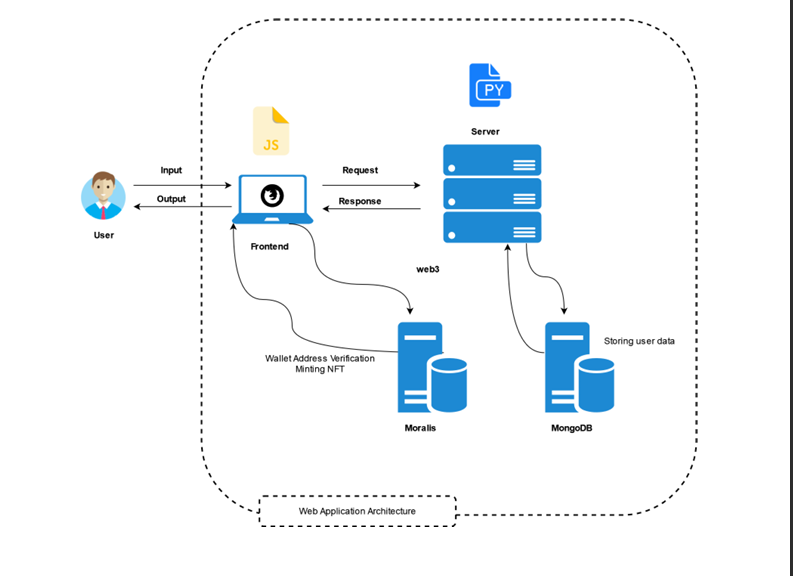 PY
Server
JS
Input
Request
Output
Response
User
Frontend
web3
Storing user data
Wallet Address Verification
Minting NFT
Moralis
MongoDB
Web Application Architecture